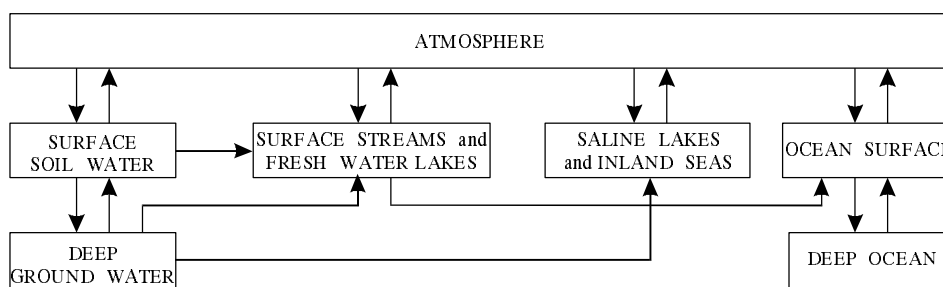 ATMOSPHERE
SURFACE
SOIL WATER
SURFACE STREAMS and
FRESH WATER LAKES
SALINE LAKES
and INLAND SEAS
OCEAN SURFACE
DEEP
GROUND WATER
DEEP OCEAN